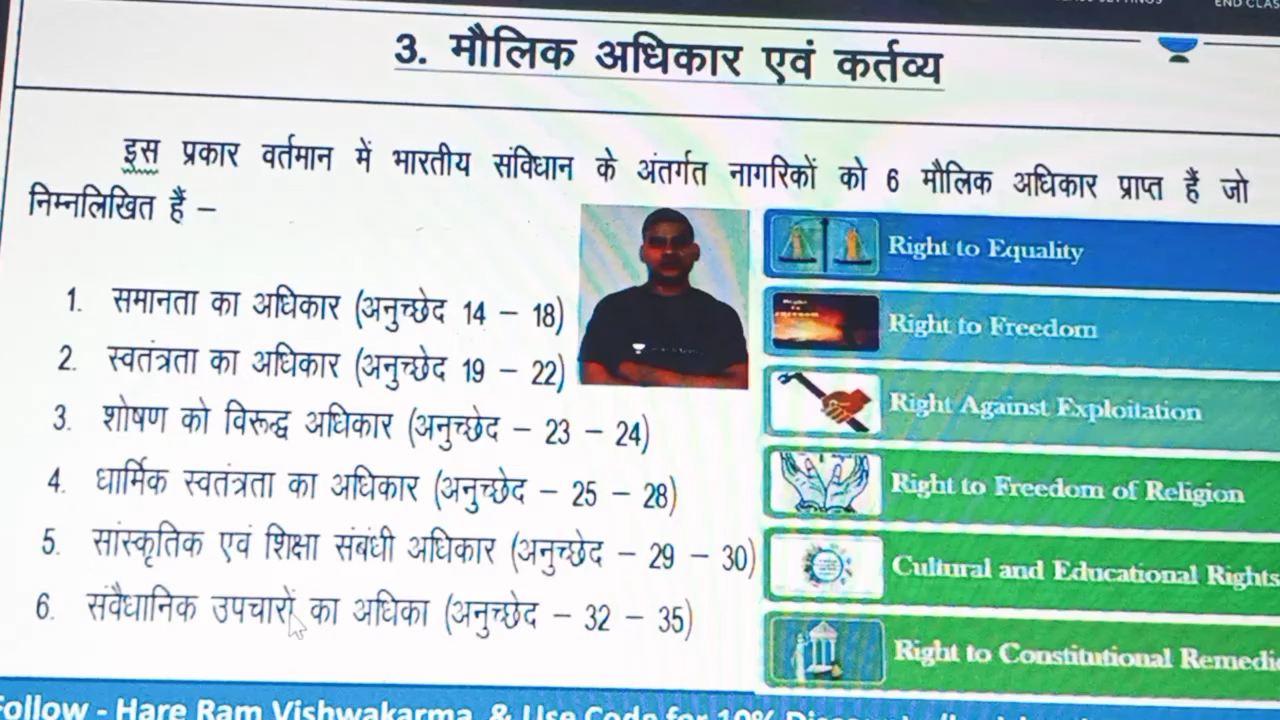 END CLAS
3. मौलिक अधिकार एवं कर्तव्य
इस प्रकार वर्तमान में भारतीय संविधान के अंतर्गत नागरिकों को 6 मौलिक अधिकार प्राप्त हैं जो
निम्नलिखित हैं –
1. समानता का अधिकार (अनुच्छेद 14 – 18)
2. स्वतंत्रता का अधिकार (अनुच्छेद 19 – 22)
3. शोषण को विरूद्ध अधिकार (अनुच्छेद – 23 – 24)
4. धार्मिक स्वतंत्रता का अधिकार (अनुच्छेद – 25 – 28)
5. सांस्कृतिक एवं शिक्षा संबंधी अधिकार (अनुच्छेद – 29 – 30)
6. संवैधानिक उपचारों का अधिका (अनुच्छेद – 32 – 35)
Right to Equality
Right to Freedom
Right Against Exploitation
Right to Freedom of Religion
Cultural and Educational Rights
Right to Constitutional Remedi
Follow - Hare Ram Vishwakarma & Use Code for 10%